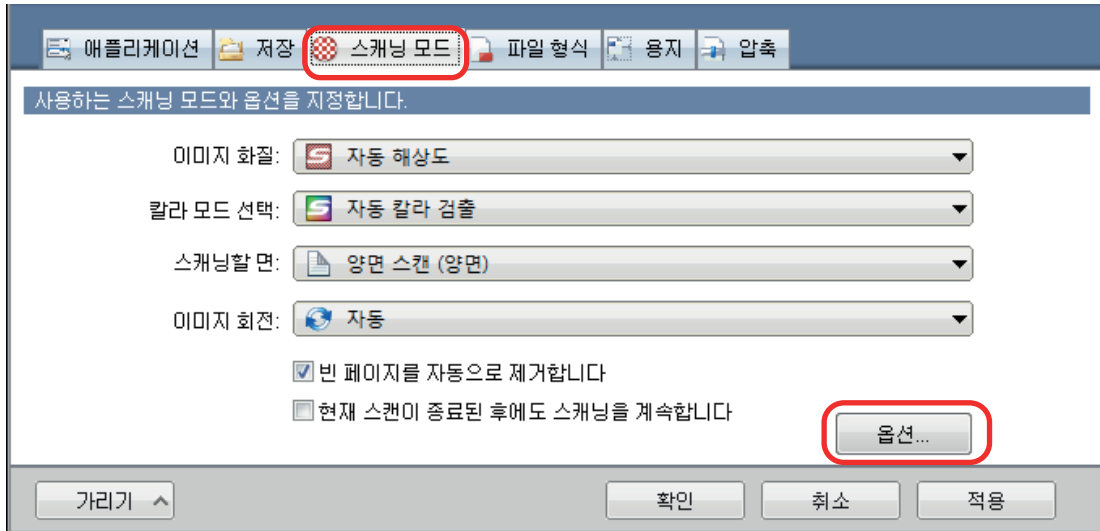 애플리케이션 저장 스캐닝 모드 파일 형식 용지 압축
사용하는 스캐닝 모드와 옵션을 지정합니다.
이미지 화질: 자동 해상도
칼라 모드 선택: 자동 칼라 검출
스캐닝할 면: 양면 스캔 (양면)
이미지 회전: 자동
빈 페이지를 자동으로 제거합니다
현재 스캔이 종료된 후에도 스캐닝을 계속합니다
옵션...
가리기 확인 취소 적용